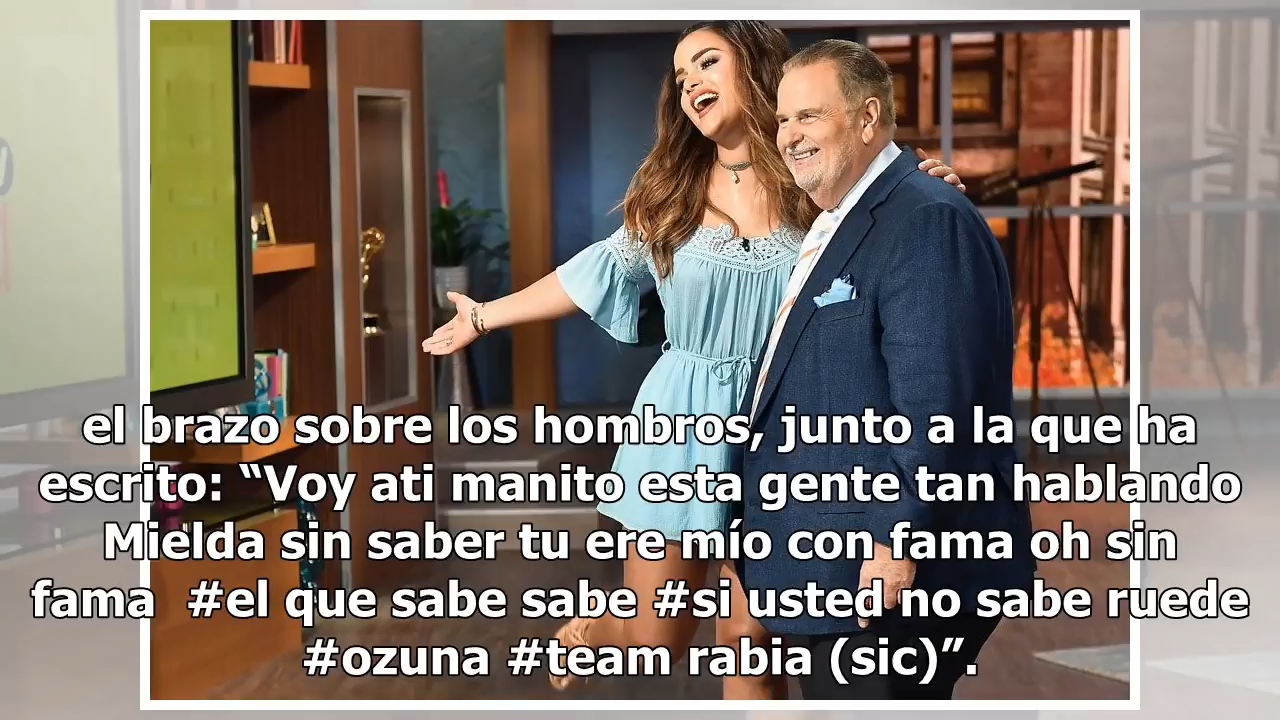 el brazo sobre los hombros, junto a la que ha
escrito: “Voy ati manito esta gente tan hablando
Mielda sin saber tu ere mío con fama oh sin
fama  #el que sabe sabe #si usted no sabe ruede
#ozuna #team rabia (sic)”.